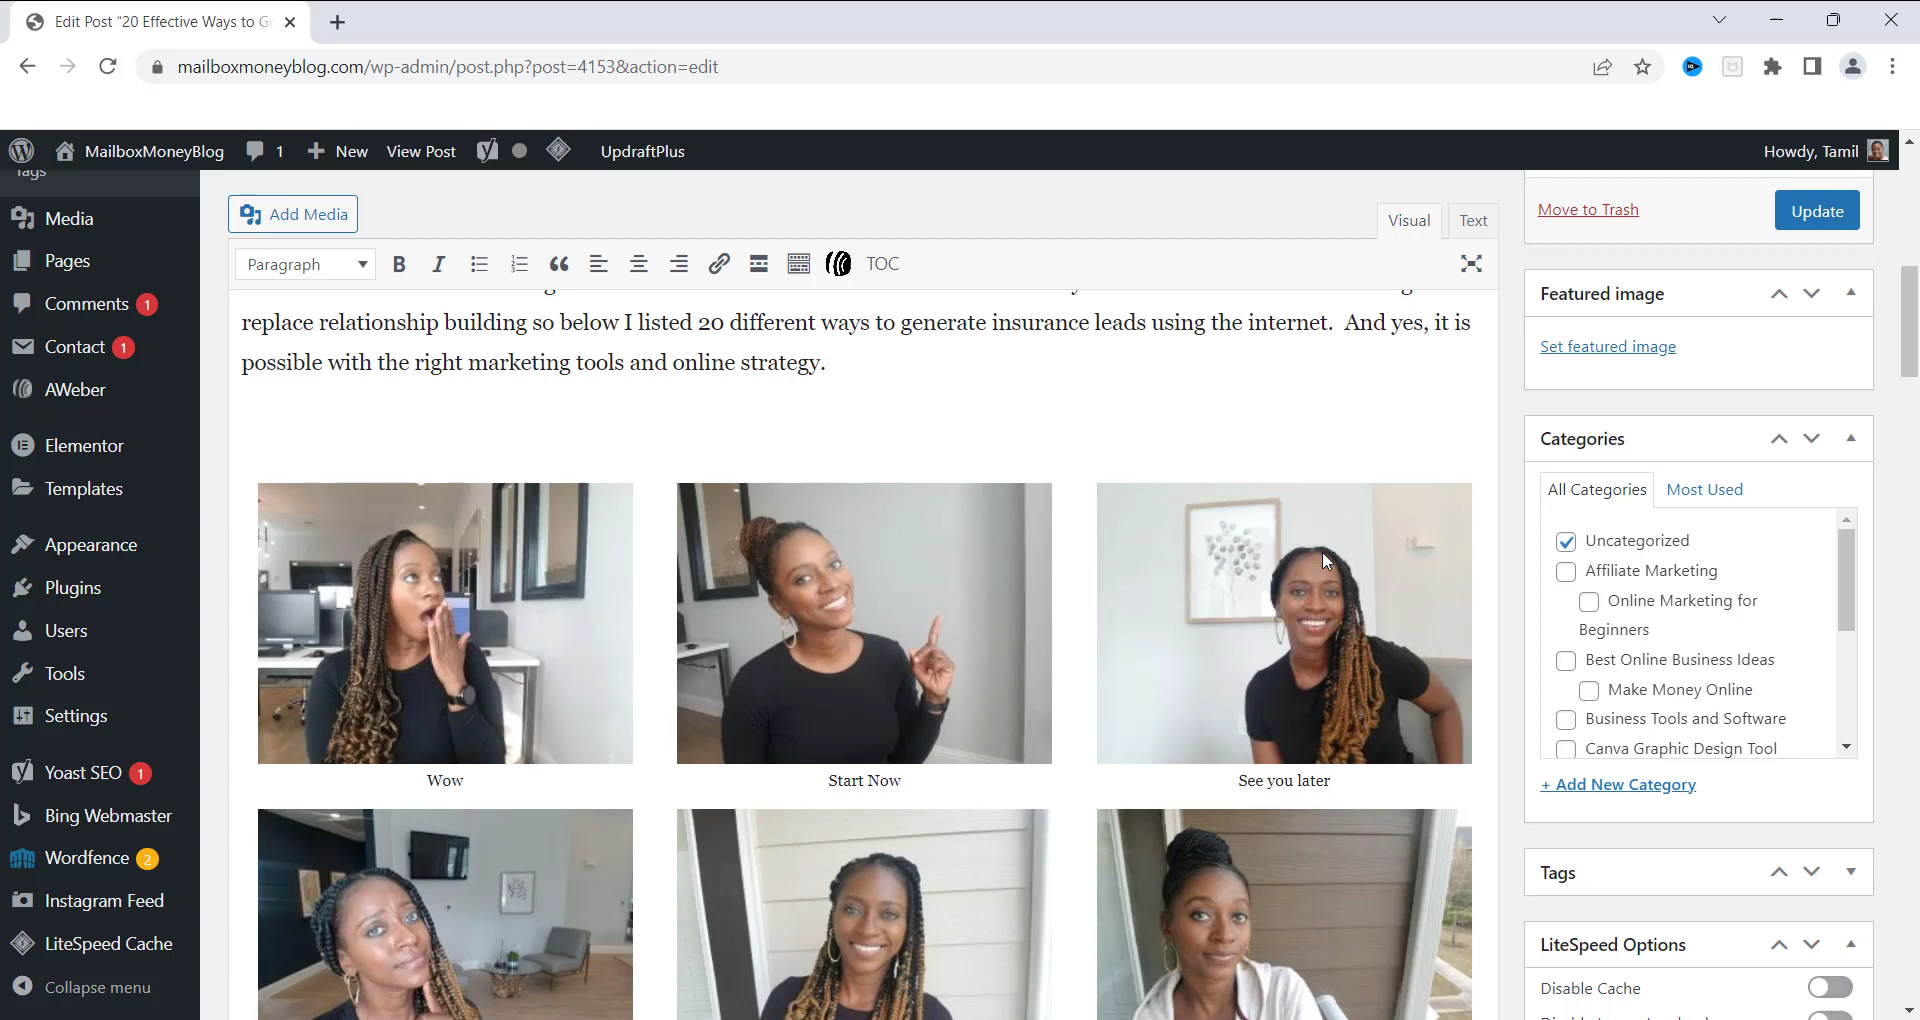 Edit Post "20 Effective Ways to Ge
mailboxmoneyblog.com/wp-admin/post.php?post=4153&action=edit
MailboxMoneyBlog 1 New View Post UpdraftPlus Howdy, Tamil
Tags
Media
Pages
Comments 1
Contact 1
AWeber
Elementor
Templates
Appearance
Plugins
Users
Tools
Settings
Yoast SEO 1
Bing Webmaster
Wordfence 2
Instagram Feed
LiteSpeed Cache
Collapse menu
Add Media
Visual Text
Paragraph TOC
replace relationship building so below I listed 20 different ways to generate insurance leads using the internet. And yes, it is
possible with the right marketing tools and online strategy.
Wow Start Now See you later
Move to Trash Update
Featured image
Set featured image
Categories
All Categories Most Used
Uncategorized
Affiliate Marketing
Online Marketing for
Beginners
Best Online Business Ideas
Make Money Online
Business Tools and Software
Canva Graphic Design Tool
+ Add New Category
Tags
LiteSpeed Options
Disable Cache